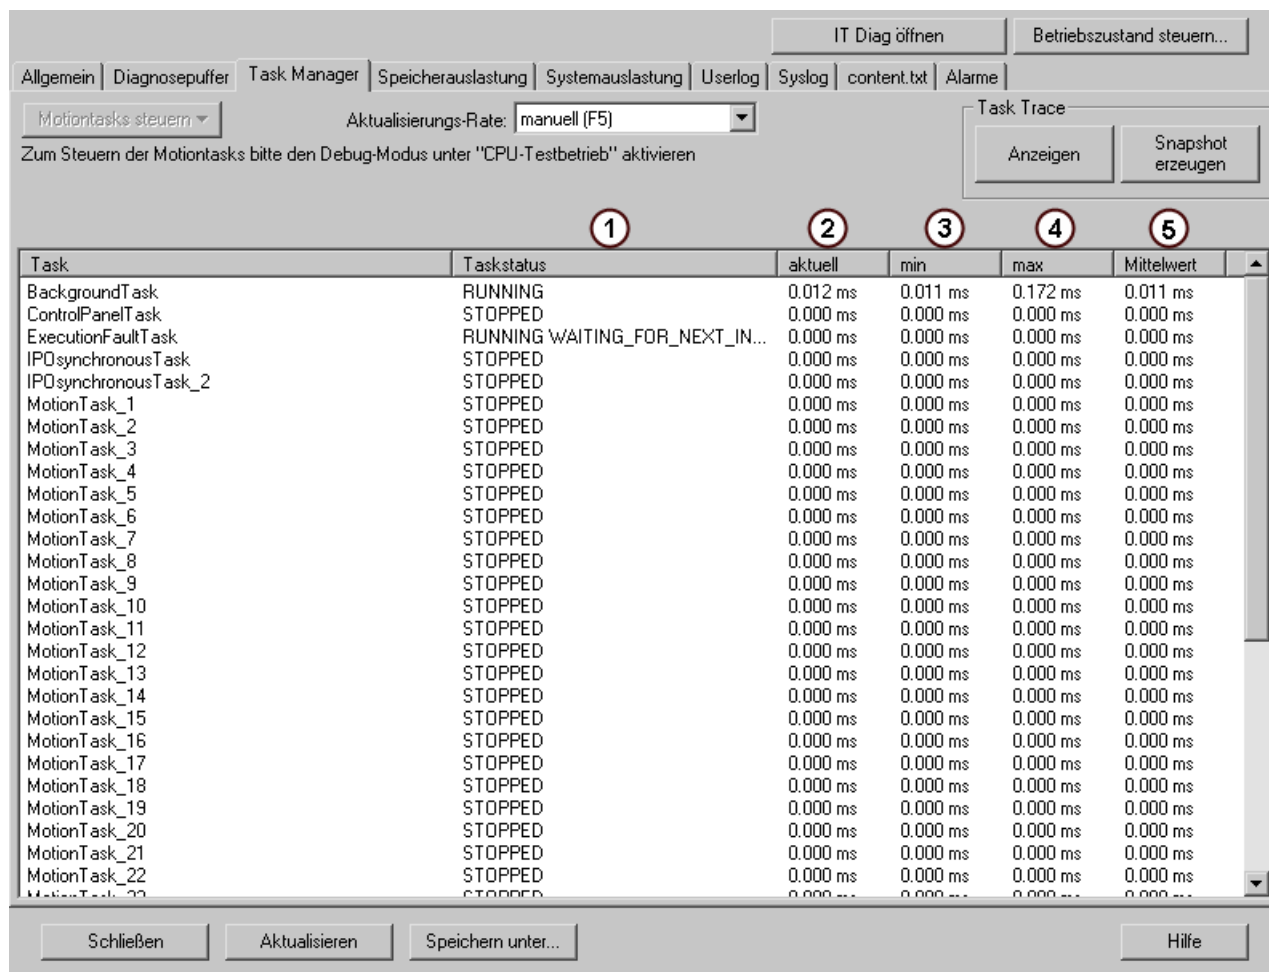 IT Diag öffnen Betriebszustand steuern...
Allgemein Diagnosepuffer Task Manager Speicherauslastung Systemauslastung Userlog Syslog content.txt Alarme
Motiontasks steuern Aktualisierungs-Rate: manuell (F5) Task Trace
Zum Steuern der Motiontasks bitte den Debug-Modus unter "CPU-Testbetrieb" aktivieren Anzeigen Snapshot erzeugen
1 2 3 4 5
Task Taskstatus aktuell min max Mittelwert
BackgroundTask RUNNING 0.012 ms 0.011 ms 0.172 ms 0.011 ms
ControlPanelTask STOPPED 0.000 ms 0.000 ms 0.000 ms 0.000 ms
ExecutionFaultTask RUNNING WAITING_FOR_NEXT_IN... 0.000 ms 0.000 ms 0.000 ms 0.000 ms
IPOsynchronousTask STOPPED 0.000 ms 0.000 ms 0.000 ms 0.000 ms
IPOsynchronousTask_2 STOPPED 0.000 ms 0.000 ms 0.000 ms 0.000 ms
MotionTask_1 STOPPED 0.000 ms 0.000 ms 0.000 ms 0.000 ms
MotionTask_2 STOPPED 0.000 ms 0.000 ms 0.000 ms 0.000 ms
MotionTask_3 STOPPED 0.000 ms 0.000 ms 0.000 ms 0.000 ms
MotionTask_4 STOPPED 0.000 ms 0.000 ms 0.000 ms 0.000 ms
MotionTask_5 STOPPED 0.000 ms 0.000 ms 0.000 ms 0.000 ms
MotionTask_6 STOPPED 0.000 ms 0.000 ms 0.000 ms 0.000 ms
MotionTask_7 STOPPED 0.000 ms 0.000 ms 0.000 ms 0.000 ms
MotionTask_8 STOPPED 0.000 ms 0.000 ms 0.000 ms 0.000 ms
MotionTask_9 STOPPED 0.000 ms 0.000 ms 0.000 ms 0.000 ms
MotionTask_10 STOPPED 0.000 ms 0.000 ms 0.000 ms 0.000 ms
MotionTask_11 STOPPED 0.000 ms 0.000 ms 0.000 ms 0.000 ms
MotionTask_12 STOPPED 0.000 ms 0.000 ms 0.000 ms 0.000 ms
MotionTask_13 STOPPED 0.000 ms 0.000 ms 0.000 ms 0.000 ms
MotionTask_14 STOPPED 0.000 ms 0.000 ms 0.000 ms 0.000 ms
MotionTask_15 STOPPED 0.000 ms 0.000 ms 0.000 ms 0.000 ms
MotionTask_16 STOPPED 0.000 ms 0.000 ms 0.000 ms 0.000 ms
MotionTask_17 STOPPED 0.000 ms 0.000 ms 0.000 ms 0.000 ms
MotionTask_18 STOPPED 0.000 ms 0.000 ms 0.000 ms 0.000 ms
MotionTask_19 STOPPED 0.000 ms 0.000 ms 0.000 ms 0.000 ms
MotionTask_20 STOPPED 0.000 ms 0.000 ms 0.000 ms 0.000 ms
MotionTask_21 STOPPED 0.000 ms 0.000 ms 0.000 ms 0.000 ms
MotionTask_22 STOPPED 0.000 ms 0.000 ms 0.000 ms 0.000 ms
Schließen Aktualisieren Speichern unter... Hilfe